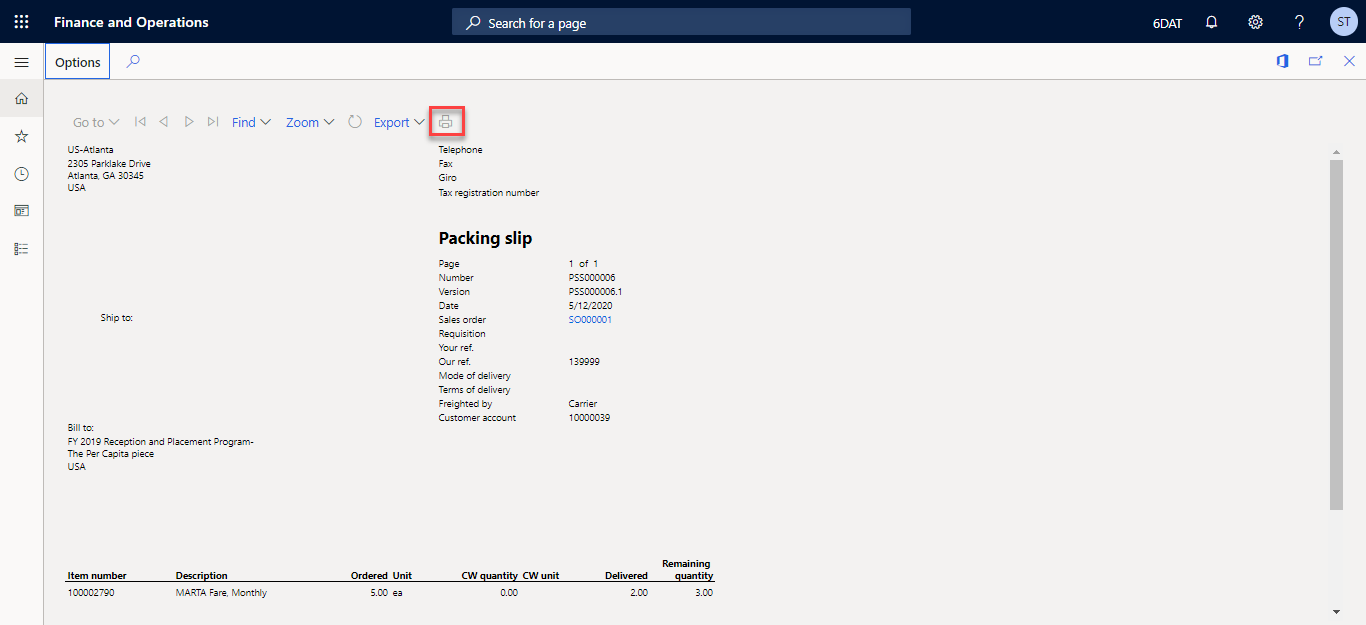 Finance and Operations
Search for a page
6DAT
?
ST
Options
Go to
Find
Zoom
Export
US-Atlanta
2305 Parklake Drive
Atlanta, GA 30345
USA
Telephone
Fax
Giro
Tax registration number
Packing slip
Page 1 of 1
Number PSS000006
Version PSS000006.1
Date 5/12/2020
Sales order SO000001
Requisition
Your ref.
Our ref. 139999
Mode of delivery
Terms of delivery
Freighted by Carrier
Customer account 10000039
Ship to:
Bill to:
FY 2019 Reception and Placement Program-
The Per Capita piece
USA
Item number Description Ordered Unit CW quantity CW unit Delivered Remaining quantity
100002790 MARTA Fare, Monthly 5.00 ea 0.00 2.00 3.00